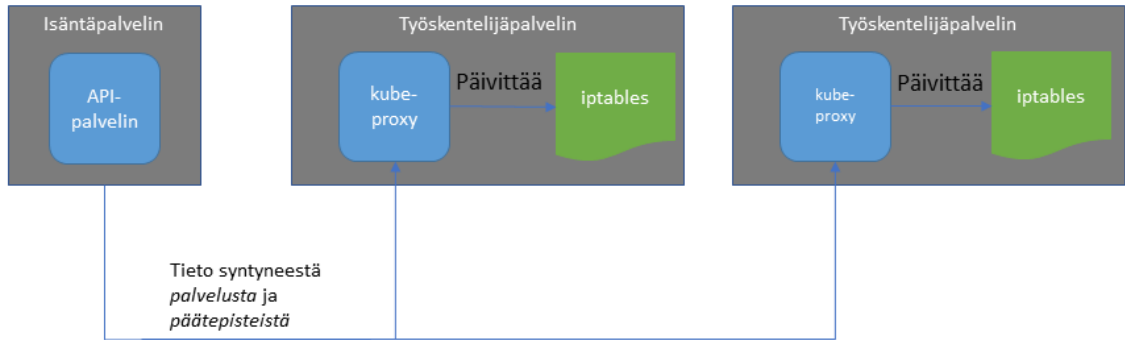 Isäntäpalvelin
API-
palvelin
Työskentelijäpalvelin
kube-
proxy
Päivittää
iptables
Työskentelijäpalvelin
kube-
proxy
Päivittää
iptables
Tieto syntyneestä
palvelusta ja
päätepisteistä